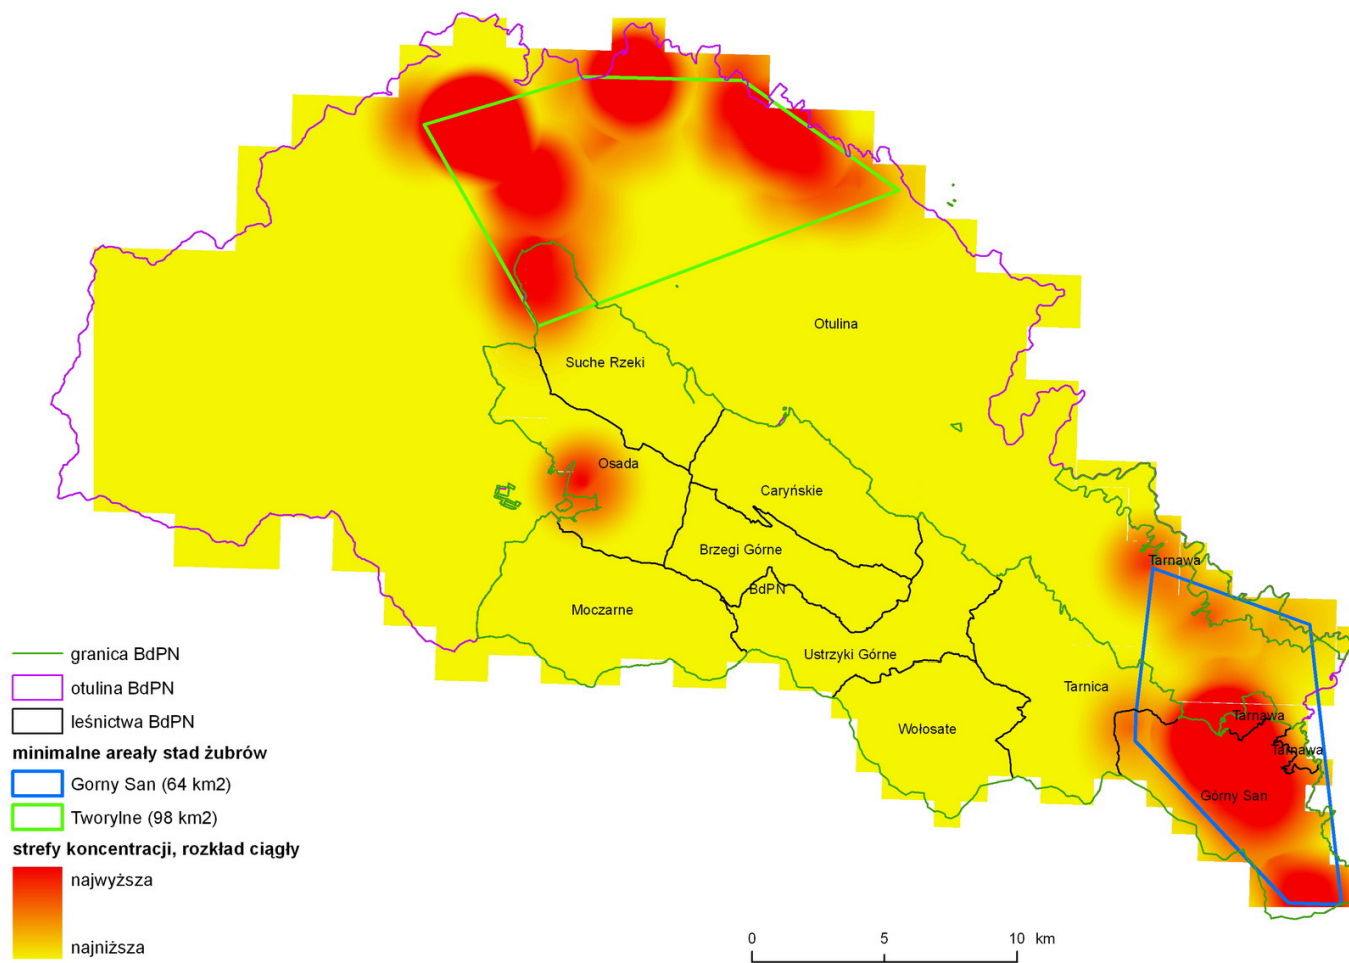 Otulina
Suche Rzeki
Osada
Caryńskie
Brzegi Górne
BdPN
Moczarne
Ustrzyki Górne
Tarnawa
Tarnica
Wołosate
Tarnawa
Tarnawa
Górny San
granica BdPN
otulina BdPN
leśnictwa BdPN
minimalne areały stad żubrów
Gorny San (64 km2)
Tworylne (98 km2)
strefy koncentracji, rozkład ciągły
najwyższa
najniższa
0 5 10 km